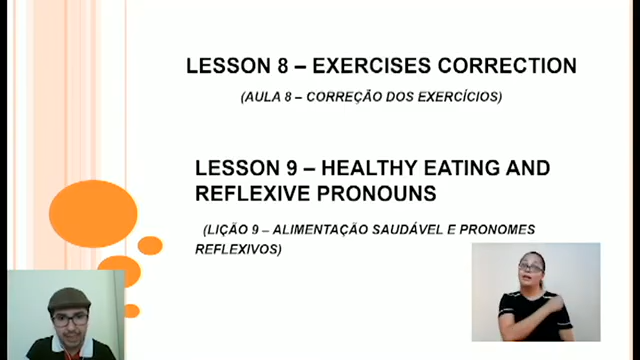 LESSON 8 – EXERCISES CORRECTION
(AULA 8 – CORREÇÃO DOS EXERCÍCIOS)
LESSON 9 – HEALTHY EATING AND
REFLEXIVE PRONOUNS
(LIÇÃO 9 – ALIMENTAÇÃO SAUDÁVEL E PRONOMES
REFLEXIVOS)